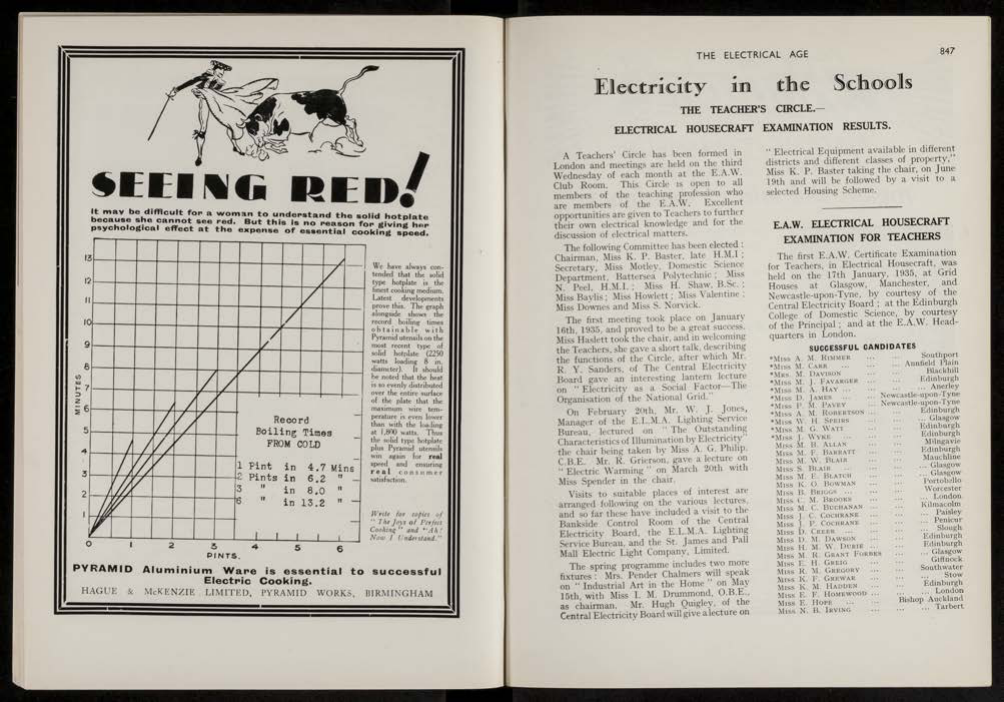 SEEING RED!
It may be difficult for a woman to understand the solid hotplate
because she cannot see red. But this is no reason for giving her
psychological effect at the expense of essential cooking speed.
We have always con-
tended that the solid
type hotplate is the
finest cooking medium.
Latest developments
prove this. The graph
alongside shows the
record boiling times
obtainable with
Pyramid utensils on the
most recent type of
solid hotplate (2250
watts loading 8 in.
diameter). It should
be noted that the heat
is so evenly distributed
over the entire surface
of the plate that the
maximum wire tem-
perature is even lower
than with the loading
at 1,800 watts. Thus
the solid type hotplate
plus Pyramid utensils
win again for real
speed and ensuring
real consumer
satisfaction.
Write for copies of
"The Joys of Perfect
Cooking" and "Ah!
Now I Understand."
13
12
11
10
9
8
7
6
5
4
3
2
1
MINUTES
Record
Boiling Times
FROM COLD
1 Pint in 4.7 Mins
2 Pints in 6.2 "
3 " in 8.0 "
6 " in 13.2
0 1 2 3 4 5 6
PINTS.
PYRAMID Aluminium Ware is essential to successful
Electric Cooking.
HAGUE & McKENZIE LIMITED, PYRAMID WORKS, BIRMINGHAM
THE ELECTRICAL AGE 847
Electricity in the Schools
THE TEACHER'S CIRCLE.—
ELECTRICAL HOUSECRAFT EXAMINATION RESULTS.
A Teachers' Circle has been formed in
London and meetings are held on the third
Wednesday of each month at the E.A.W.
Club Room. This Circle is open to all
members of the teaching profession who
are members of the E.A.W. Excellent
opportunities are given to Teachers to further
their own electrical knowledge and for the
discussion of electrical matters.
The following Committee has been elected :
Chairman, Miss K. P. Baster, late H.M.I ;
Secretary, Miss Motley, Domestic Science
Department, Battersea Polytechnic ; Miss
N. Peel, H.M.I. ; Miss H. Shaw, B.Sc. ;
Miss Baylis ; Miss Howlett ; Miss Valentine :
Miss Downes and Miss S. Norvick.
The first meeting took place on January
16th, 1935, and proved to be a great success.
Miss Haslett took the chair, and in welcoming
the Teachers, she gave a short talk, describing
the functions of the Circle, after which Mr.
R. Y. Sanders, of The Central Electricity
Board gave an interesting lantern lecture
on "Electricity as a Social Factor—The
Organisation of the National Grid."
On February 20th, Mr. W. J. Jones,
Manager of the E.L.M.A. Lighting Service
Bureau, lectured on "The Outstanding
Characteristics of Illumination by Electricity"
the chair being taken by Miss A. G. Philip,
C.B.E. Mr. R. Grierson, gave a lecture on
"Electric Warming" on March 20th with
Miss Spender in the chair.
Visits to suitable places of interest are
arranged following on the various lectures,
and so far these have included a visit to the
Bankside Control Room of the Central
Electricity Board, the E.L.M.A. Lighting
Service Bureau, and the St. James and Pall
Mall Electric Light Company, Limited.
The spring programme includes two more
fixtures : Mrs. Pender Chalmers will speak
on "Industrial Art in the Home" on May
15th, with Miss I. M. Drummond, O.B.E.,
as chairman. Mr. Hugh Quigley, of the
Central Electricity Board will give a lecture on
"Electrical Equipment available in different
districts and different classes of property,"
Miss K. P. Baster taking the chair, on June
19th and will be followed by a visit to a
selected Housing Scheme.
E.A.W. ELECTRICAL HOUSECRAFT
EXAMINATION FOR TEACHERS
The first E.A.W. Certificate Examination
for Teachers, in Electrical Housecraft, was
held on the 17th January, 1935, at Grid
Houses at Glasgow, Manchester, and
Newcastle-upon-Tyne, by courtesy of the
Central Electricity Board ; at the Edinburgh
College of Domestic Science, by courtesy
of the Principal ; and at the E.A.W. Head-
quarters in London.
SUCCESSFUL CANDIDATES
*Miss A. M. Rimmer ... ... Southport
*Miss M. Carr ... ... Annfield Plain
*Mrs. M. Davison ... ... Blackhill
*Miss M. J. Favarger ... ... Edinburgh
*Miss M. A. Hay ... ... ... Anerley
*Miss D. James ... ... Newcastle-upon-Tyne
*Miss F. M. Pavey ... Newcastle-upon-Tyne
*Miss A. M. Robertson ... ... Edinburgh
*Miss W. H. Speirs ... ... Glasgow
*Miss M. G. Watt ... ... Edinburgh
*Miss J. Wyke ... ... ... Edinburgh
Miss M. B. Allan ... ... Milngavie
Miss M. F. Barratt ... ... Edinburgh
Miss M. W. Blair ... ... Mauchline
Miss S. Blair ... ... ... Glasgow
Miss M. E. Blatch ... ... Glasgow
Miss K. O. Bowman ... ... Portobello
Miss B. Briggs ... ... ... Worcester
Miss C. M. Brooke ... ... London
Miss M. C. Buchanan ... ... Kilmacolm
Miss J. C. Cochrane ... ... Paisley
Miss J. P. Cochrane ... ... Penicur
Miss D. Creer ... ... ... Slough
Miss D. M. Dawson ... ... Edinburgh
Miss H. M. W. Durie ... ... Edinburgh
Miss M. R. Grant Forbes ... ... Glasgow
Miss E. H. Greig ... ... Giffnock
Miss R. M. Gregory ... ... Southwater
Miss K. F. Grewar ... ... Stow
Miss K. M. Hadden ... ... Edinburgh
Miss E. F. Homewood ... ... London
Miss E. Hope ... ... Bishop Auckland
Miss N. B. Irving ... ... ... Tarbert